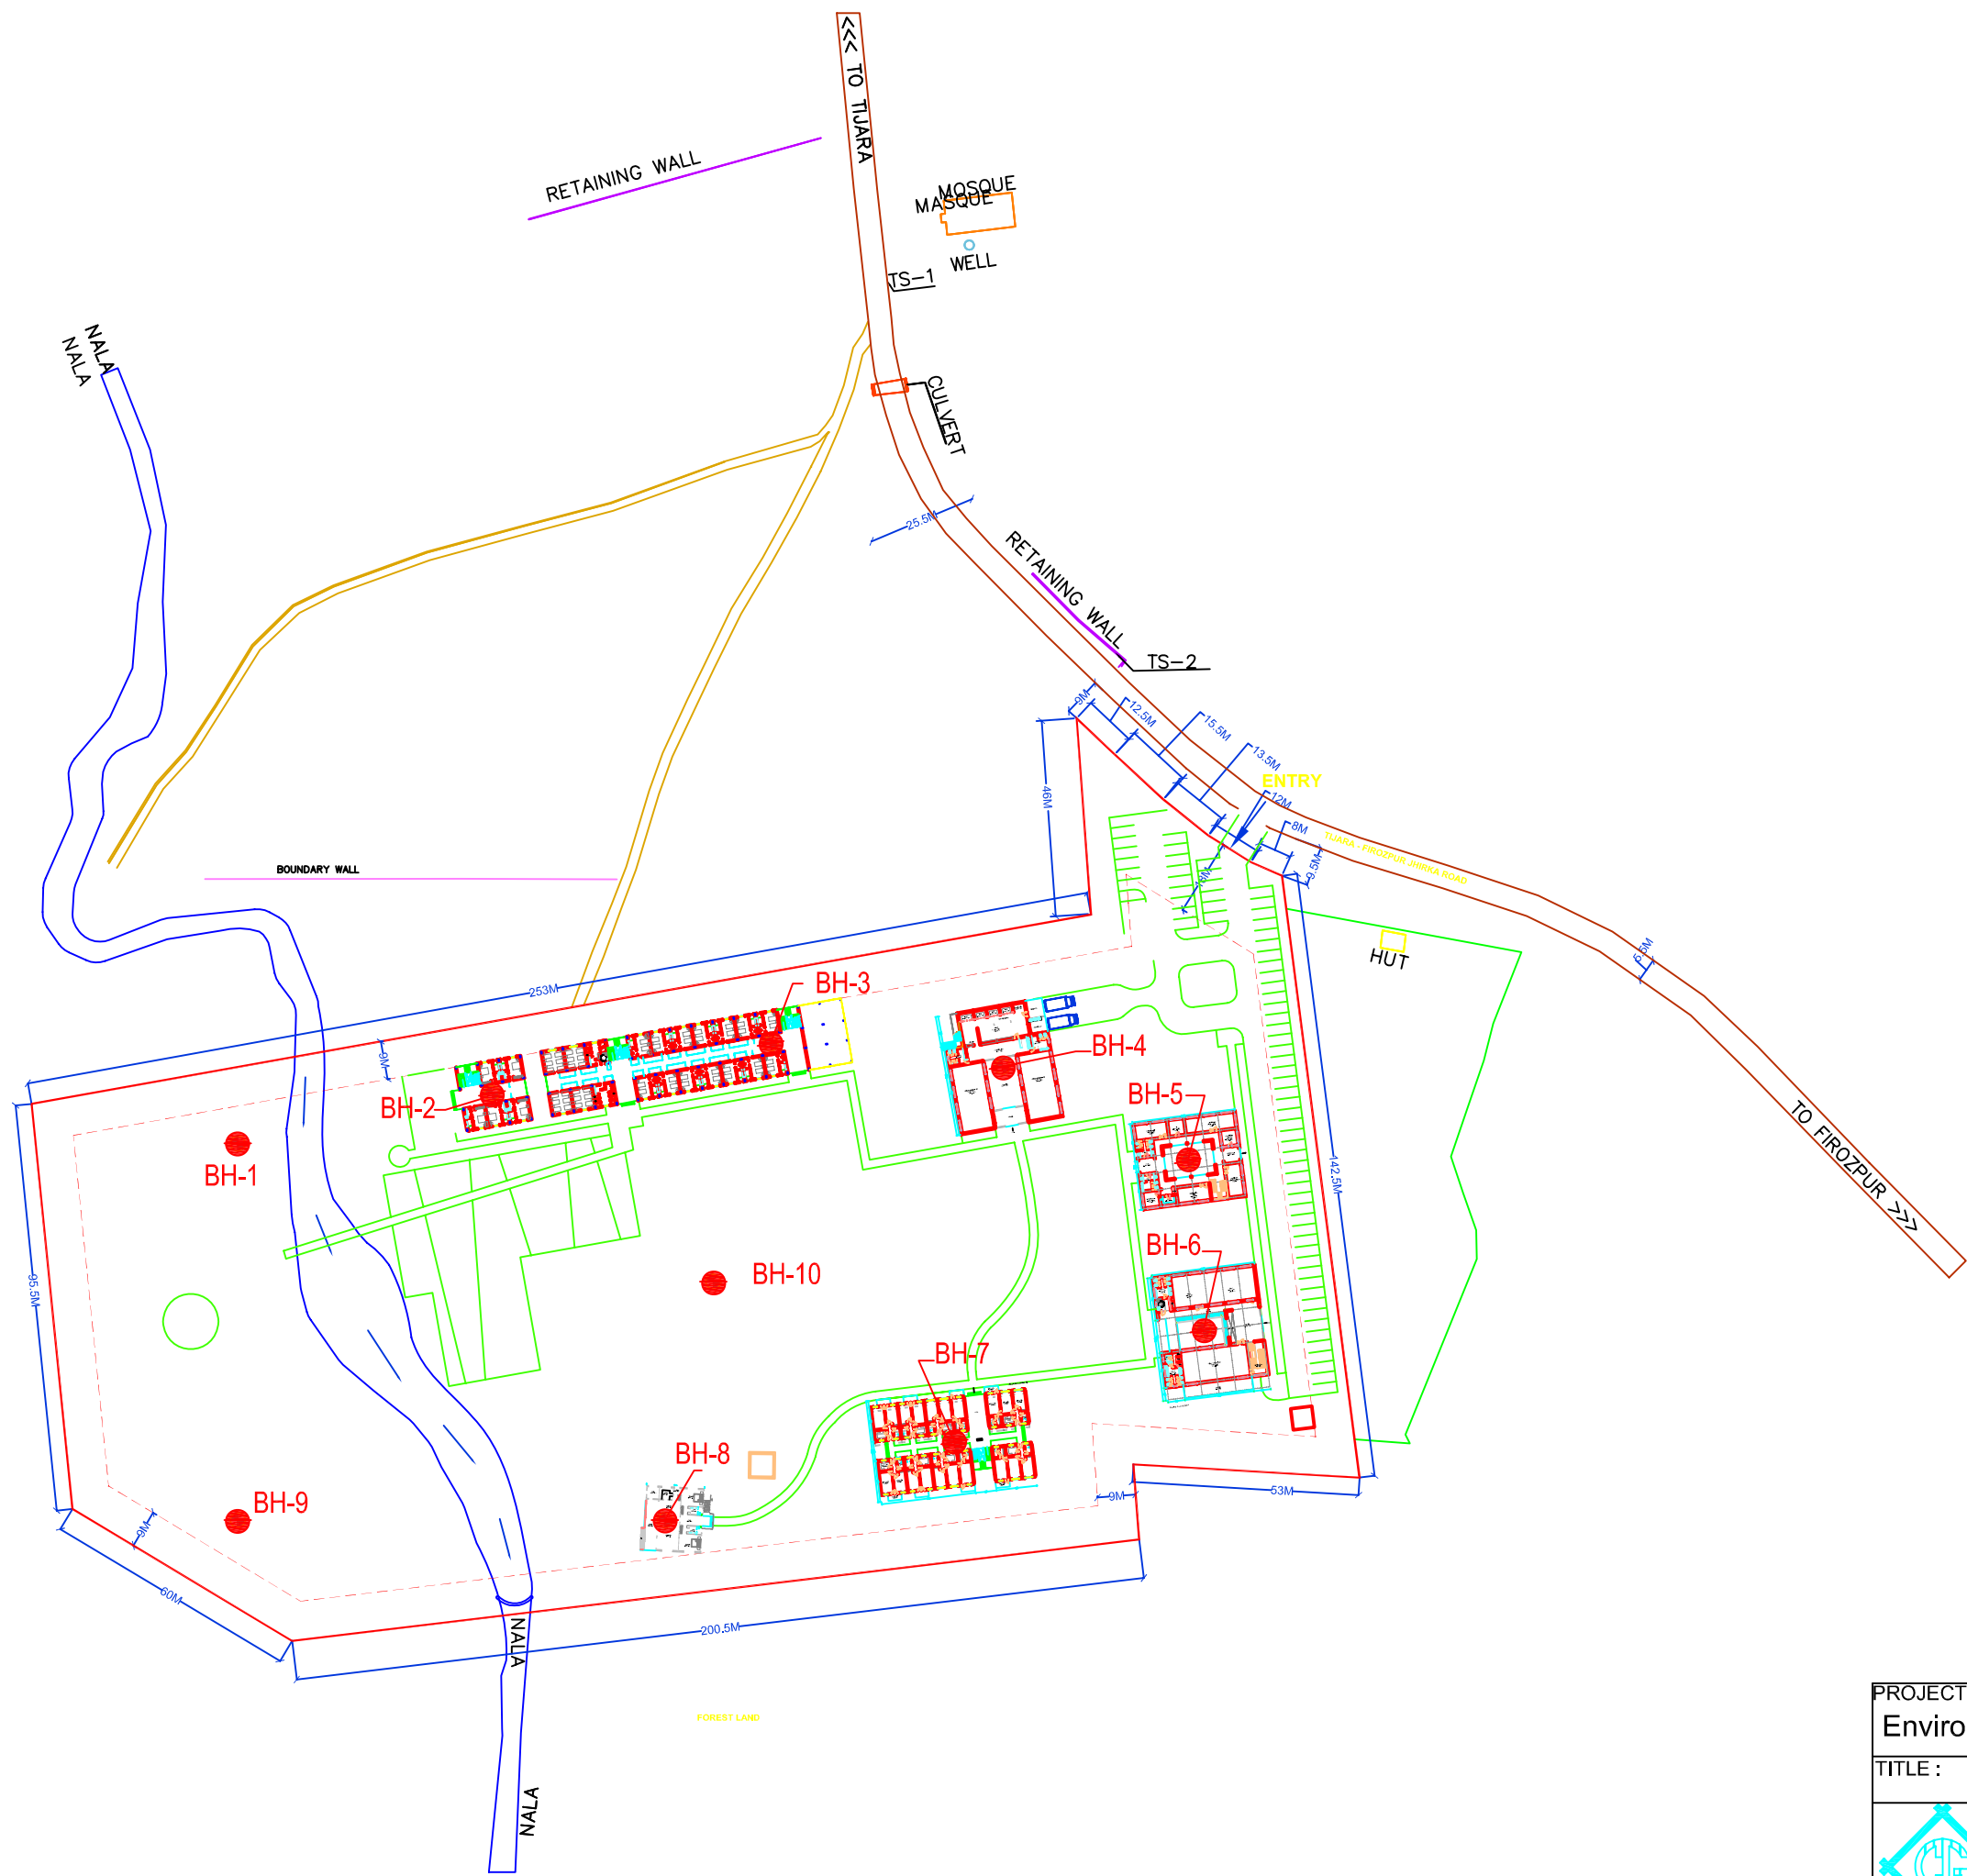 <<< TO TIJARA
RETAINING WALL
MOSQUE
MASQUE
WELL
TS-1
NALA
NALA
CULVERT
25.5M
RETAINING WALL
TS-2
9M
12.5M
15.5M
13.5M
ENTRY
12M
8M
46M
TIJARA - FIROZPUR JHIRKA ROAD
9.5M
18M
BOUNDARY WALL
HUT
5.5M
253M
BH-3
9M
BH-4
BH-2
BH-5
TO FIROZPUR >>>
BH-1
142.5M
BH-6
BH-10
95.5M
BH-7
BH-8
BH-9
9M
53M
9M
60M
200.5M
NALA
FOREST LAND
NALA
PROJECT
Enviro
TITLE :